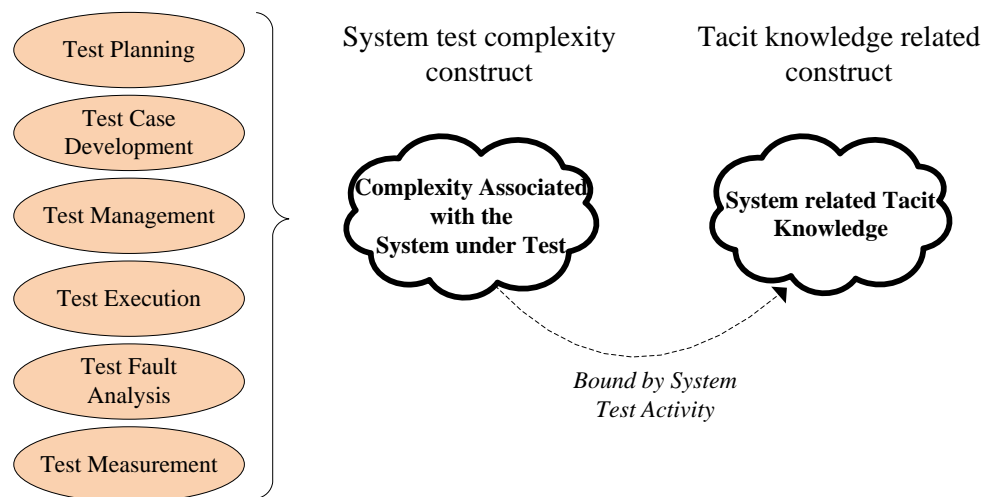 Test Planning
Test Case
Development
Test Management
Test Execution
Test Fault
Analysis
Test Measurement
System test complexity
construct
Complexity Associated
with the
System under Test
Tacit knowledge related
construct
System related Tacit
Knowledge
Bound by System
Test Activity